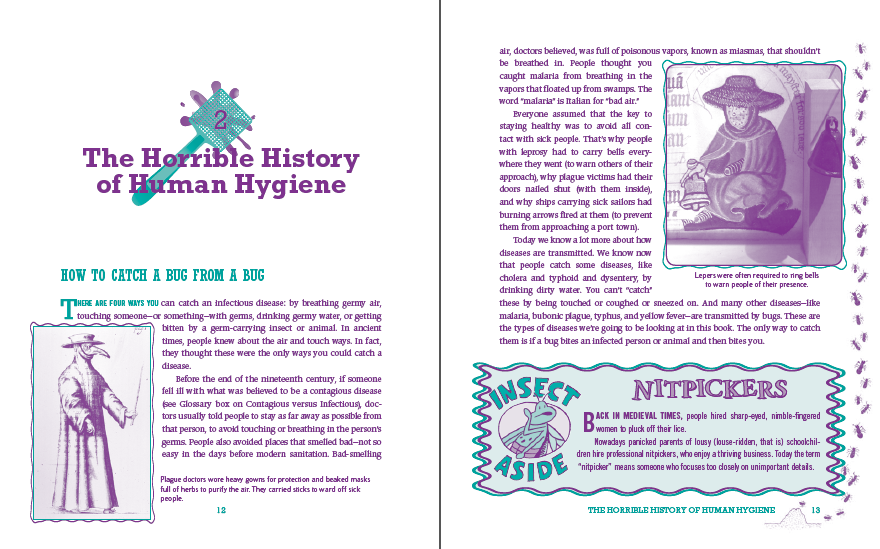 2
The Horrible History
of Human Hygiene
HOW TO CATCH A BUG FROM A BUG
THERE ARE FOUR WAYS YOU can catch an infectious disease: by breathing germy air,
touching someone—or something—with germs, drinking germy water, or getting
bitten by a germ-carrying insect or animal. In ancient
times, people knew about the air and touch ways. In fact,
they thought these were the only ways you could catch a
disease.
Before the end of the nineteenth century, if someone
fell ill with what was believed to be a contagious disease
(see Glossary box on Contagious versus Infectious), doc-
tors usually told people to stay as far away as possible from
that person, to avoid touching or breathing in the person's
germs. People also avoided places that smelled bad—not so
easy in the days before modern sanitation. Bad-smelling
Plague doctors wore heavy gowns for protection and beaked masks
full of herbs to purify the air. They carried sticks to ward off sick
people.
12
air, doctors believed, was full of poisonous vapors, known as miasmas, that shouldn't
be breathed in. People thought you
caught malaria from breathing in the
vapors that floated up from swamps. The
word "malaria" is Italian for "bad air."
Everyone assumed that the key to
staying healthy was to avoid all con-
tact with sick people. That's why people
with leprosy had to carry bells every-
where they went (to warn others of their
approach), why plague victims had their
doors nailed shut (with them inside),
and why ships carrying sick sailors had
burning arrows fired at them (to prevent
them from approaching a port town).
Today we know a lot more about how
diseases are transmitted. We know now
that people catch some diseases, like
cholera and typhoid and dysentery, by
drinking dirty water. You can't "catch"
these by being touched or coughed or sneezed on. And many other diseases—like
malaria, bubonic plague, typhus, and yellow fever—are transmitted by bugs. These are
the types of diseases we're going to be looking at in this book. The only way to catch
them is if a bug bites an infected person or animal and then bites you.
Lepers were often required to ring bells
to warn people of their presence.
INSECT
ASIDE
NITPICKERS
BACK IN MEDIEVAL TIMES, people hired sharp-eyed, nimble-fingered
women to pluck off their lice.
Nowadays panicked parents of lousy (louse-ridden, that is) schoolchil-
dren hire professional nitpickers, who enjoy a thriving business. Today the term
"nitpicker" means someone who focuses too closely on unimportant details.
THE HORRIBLE HISTORY OF HUMAN HYGIENE 13